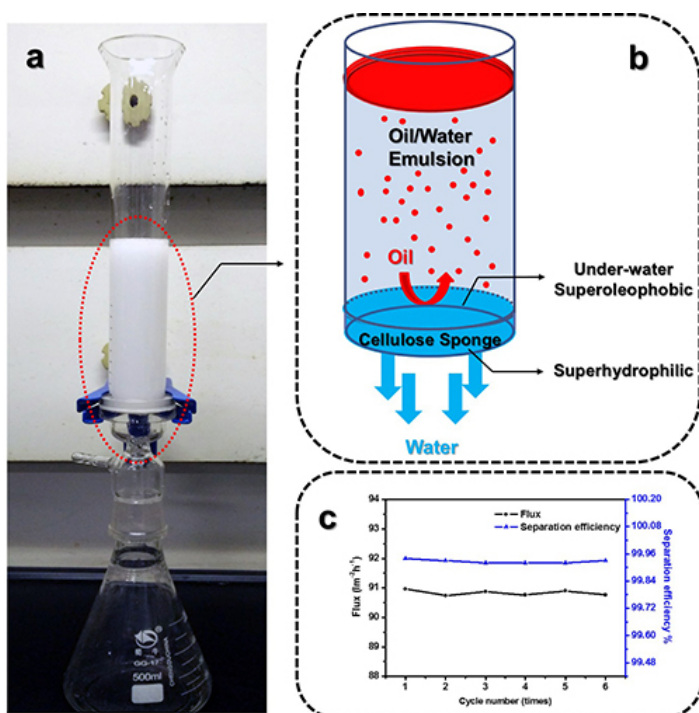 a
GG-17
500ml
b
Oil/Water
Emulsion
Oil
Under-water
Superoleophobic
Cellulose Sponge
Superhydrophilic
Water
c
94
93
92
91
90
89
88
Flux (lm⁻²h⁻¹)
Flux
Separation efficiency
100.20
100.08
99.96
99.84
99.72
99.60
99.48
Separation efficiency %
1 2 3 4 5 6
Cycle number (times)